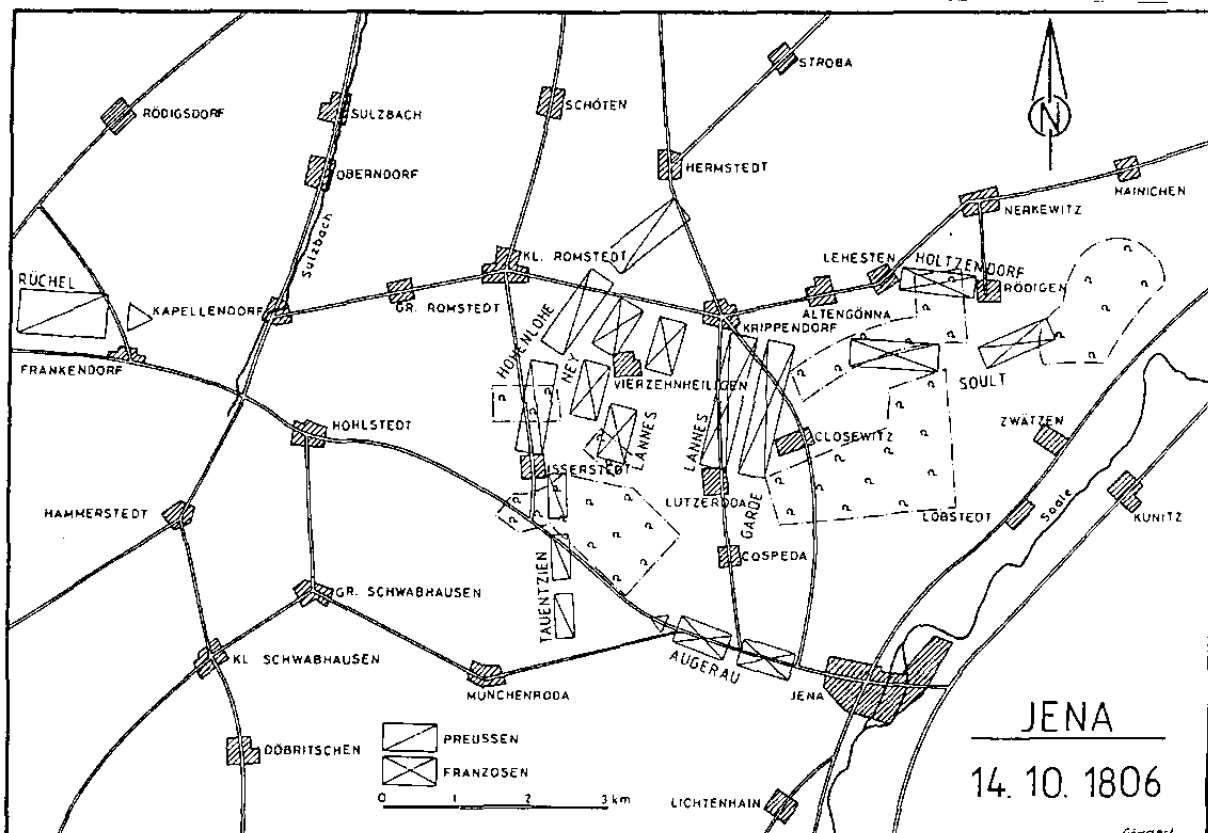 STROBA
RÖDIGSDORF
SULZBACH
SCHÖTEN
N
OBERNDORF
HERMSTEDT
HAINICHEN
NERKEWITZ
Sulzbach
KL. ROMSTEDT
LEHESTEN
HOLTZENDORF
RÜCHEL
KAPELLENDORF
GR. ROMSTEDT
ALTENGÖNNA
RÖDIGEN
KRIPPENDORF
HOHENLOHE
NEY
VIERZEHNHEILIGEN
FRANKENDORF
SOULT
LANNES
LANNES
HOHLSTEDT
CLOSEWITZ
ZWÄTZEN
ISSERSTEDT
LUTZERODA
GARDE
HAMMERSTEDT
LÖBSTEDT
Saale
KUNITZ
COSPEDA
TAUENTZIEN
GR. SCHWABHAUSEN
KL. SCHWABHAUSEN
AUGERAU
MÜNCHENRODA
JENA
DÖBRITSCHEN
PREUSSEN
FRANZOSEN
0 1 2 3 km
LICHTENHAIN
JENA
14. 10. 1806